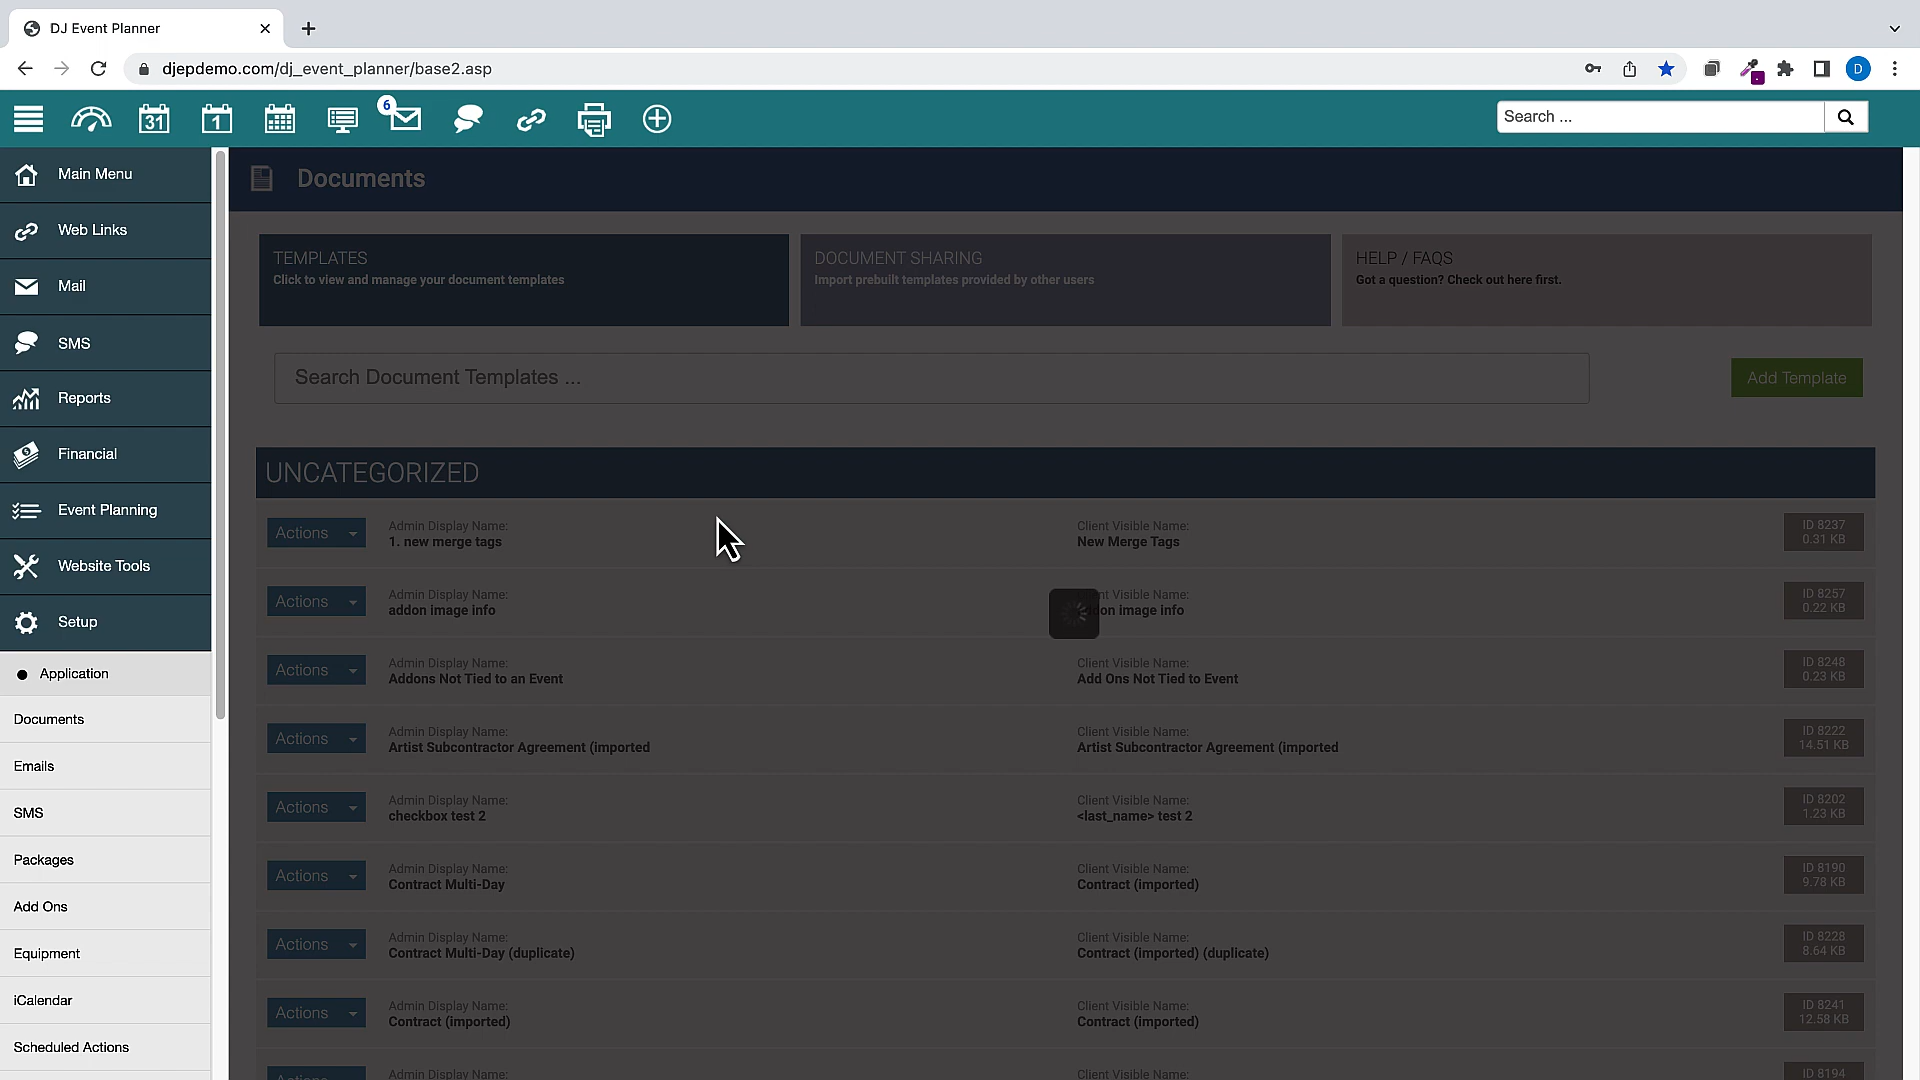 DJ Event Planner
djepdemo.com/dj_event_planner/base2.asp
D
31
1
6
Search ...
Main Menu
Web Links
Mail
SMS
Reports
Financial
Event Planning
Website Tools
Setup
Application
Documents
Emails
SMS
Packages
Add Ons
Equipment
iCalendar
Scheduled Actions
Documents
TEMPLATES
Click to view and manage your document templates
DOCUMENT SHARING
Import prebuilt templates provided by other users
HELP / FAQS
Got a question? Check out here first.
Search Document Templates ...
Add Template
UNCATEGORIZED
Actions
Admin Display Name:
1. new merge tags
Client Visible Name:
New Merge Tags
ID 8237
0.31 KB
Actions
Admin Display Name:
addon image info
nt Visible Name:
on image info
ID 8257
0.22 KB
Actions
Admin Display Name:
Addons Not Tied to an Event
Client Visible Name:
Add Ons Not Tied to Event
ID 8248
0.23 KB
Actions
Admin Display Name:
Artist Subcontractor Agreement (imported
Client Visible Name:
Artist Subcontractor Agreement (imported
ID 8222
14.51 KB
Actions
Admin Display Name:
checkbox test 2
Client Visible Name:
<last_name> test 2
ID 8202
1.23 KB
Actions
Admin Display Name:
Contract Multi-Day
Client Visible Name:
Contract (imported)
ID 8190
9.78 KB
Actions
Admin Display Name:
Contract Multi-Day (duplicate)
Client Visible Name:
Contract (imported) (duplicate)
ID 8228
8.64 KB
Actions
Admin Display Name:
Contract (imported)
Client Visible Name:
Contract (imported)
ID 8241
12.58 KB
Actions
Admin Display Name:
Client Visible Name:
ID 8194